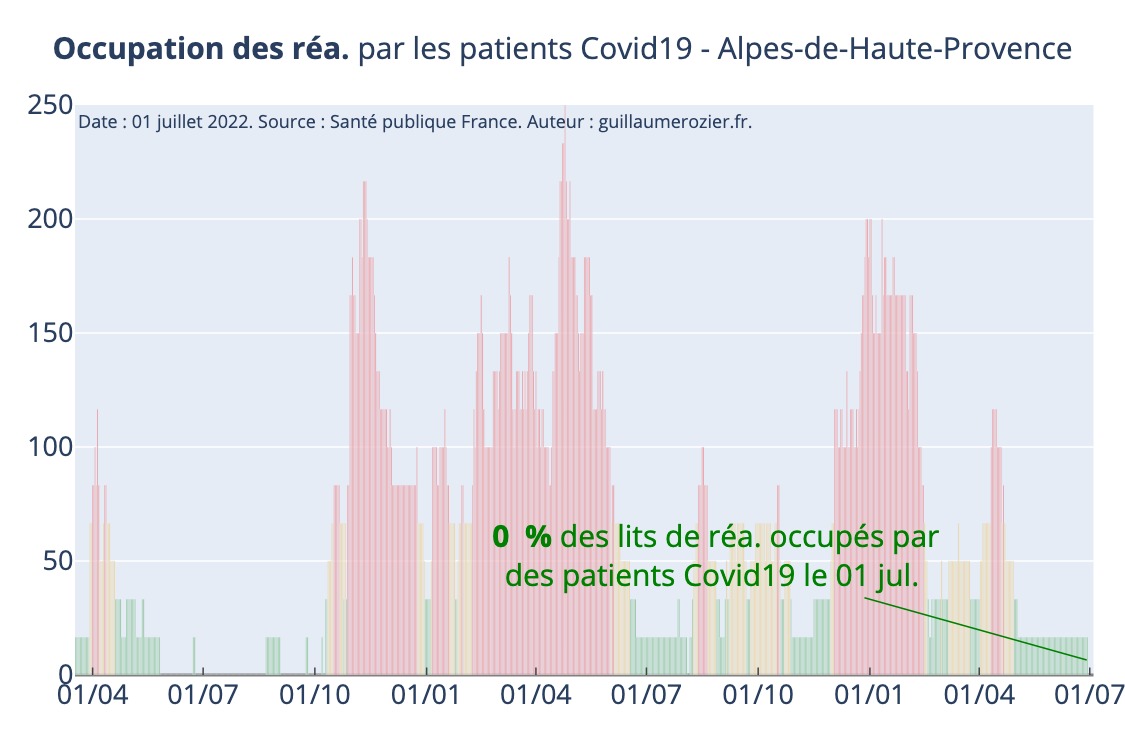 Occupation des réa. par les patients Covid19 - Alpes-de-Haute-Provence
250
Date : 01 juillet 2022. Source : Santé publique France. Auteur : guillaumerozier.fr.
200
150
100
0 % des lits de réa. occupés par
50
des patients Covid19 le 01 jul.
0
01/04 01/07 01/10 01/01 01/04 01/07 01/10 01/01 01/04 01/07